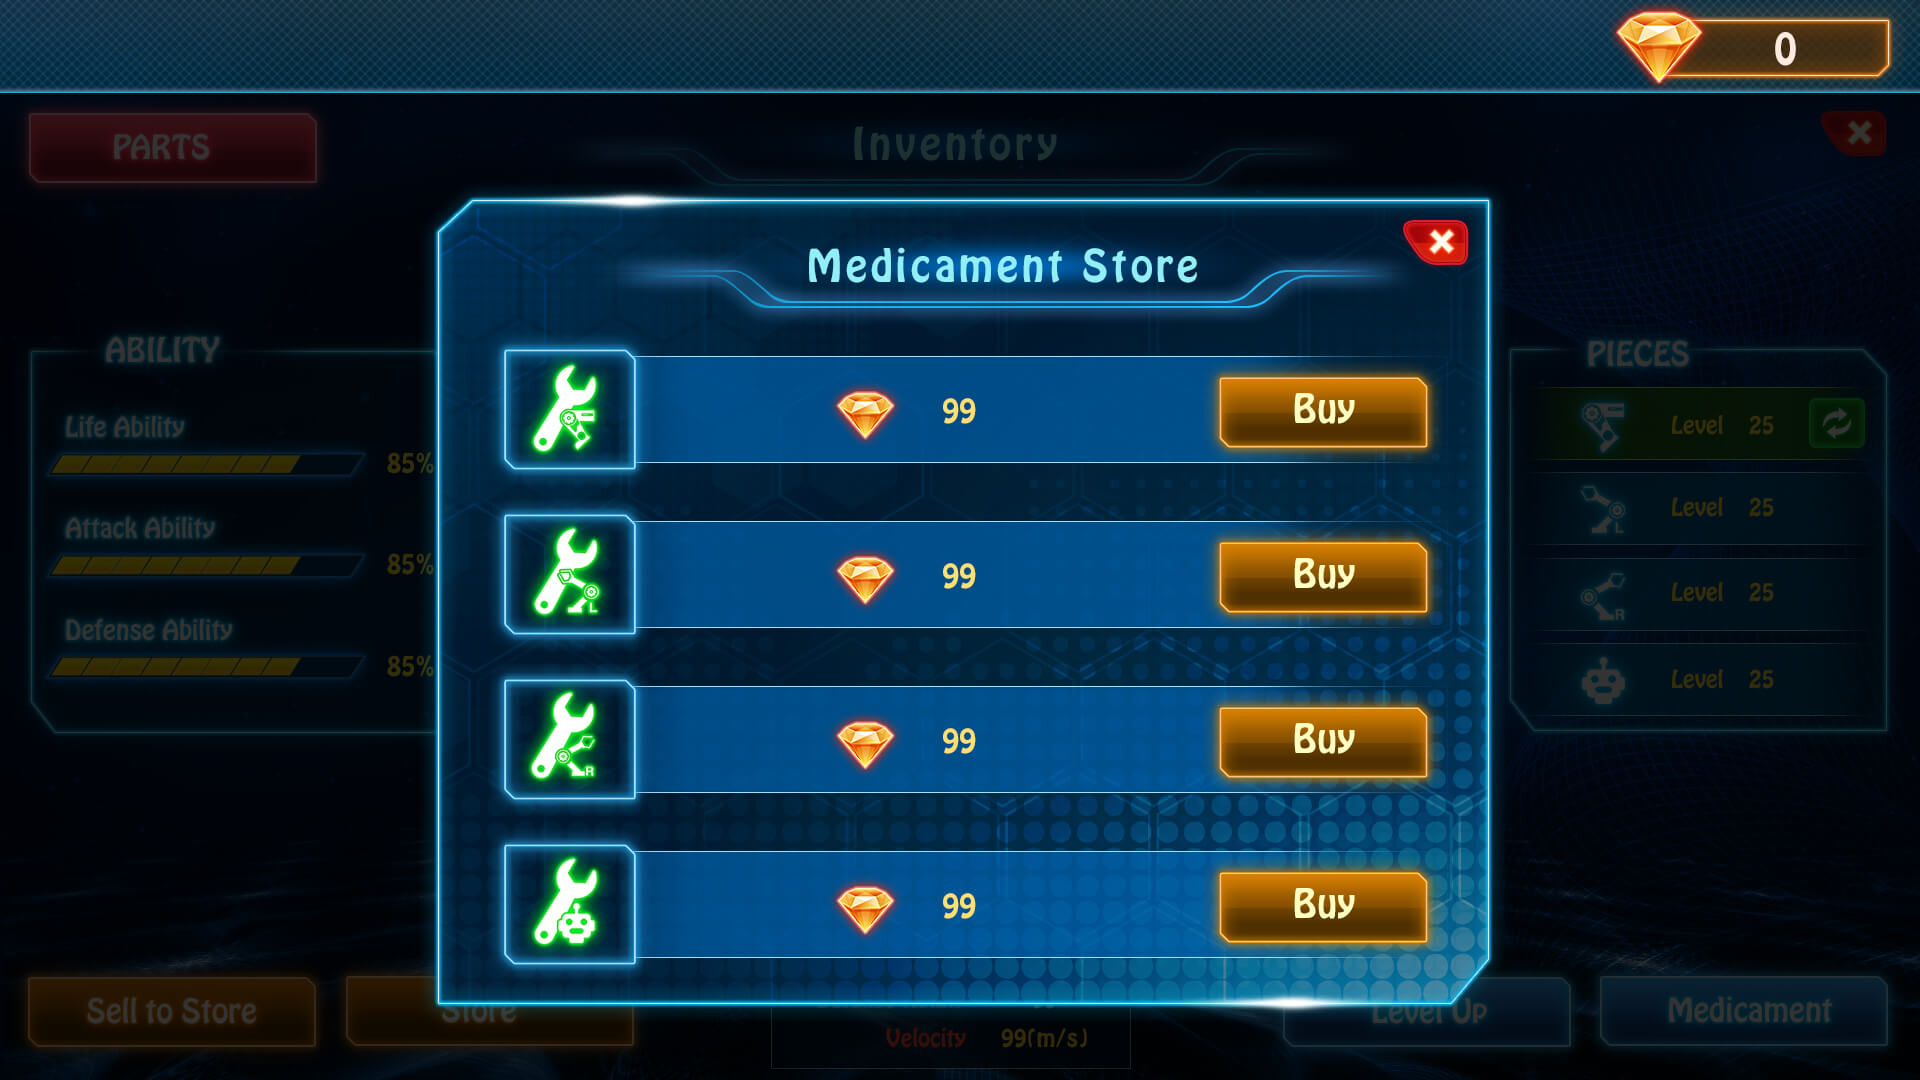 0
PARTS
Inventory
Medicament Store
ABILITY
Life Ability
85%
Attack Ability
85%
Defense Ability
85%
99
Buy
99
Buy
99
Buy
99
Buy
L
R
PIECES
Level 25
Level 25
L
Level 25
R
Level 25
Sell to Store
Store
Velocity 99(m/s)
Level Up
Medicament